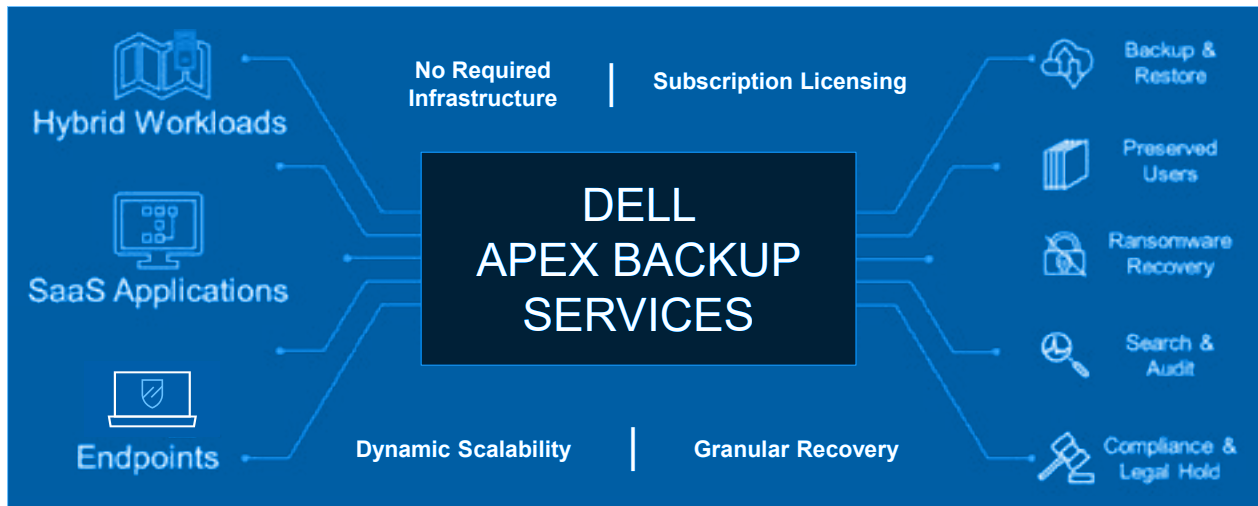 Hybrid Workloads
SaaS Applications
Endpoints
No Required
Infrastructure
Subscription Licensing
DELL
APEX BACKUP
SERVICES
Dynamic Scalability
Granular Recovery
Backup &
Restore
Preserved
Users
Ransomware
Recovery
Search &
Audit
Compliance &
Legal Hold